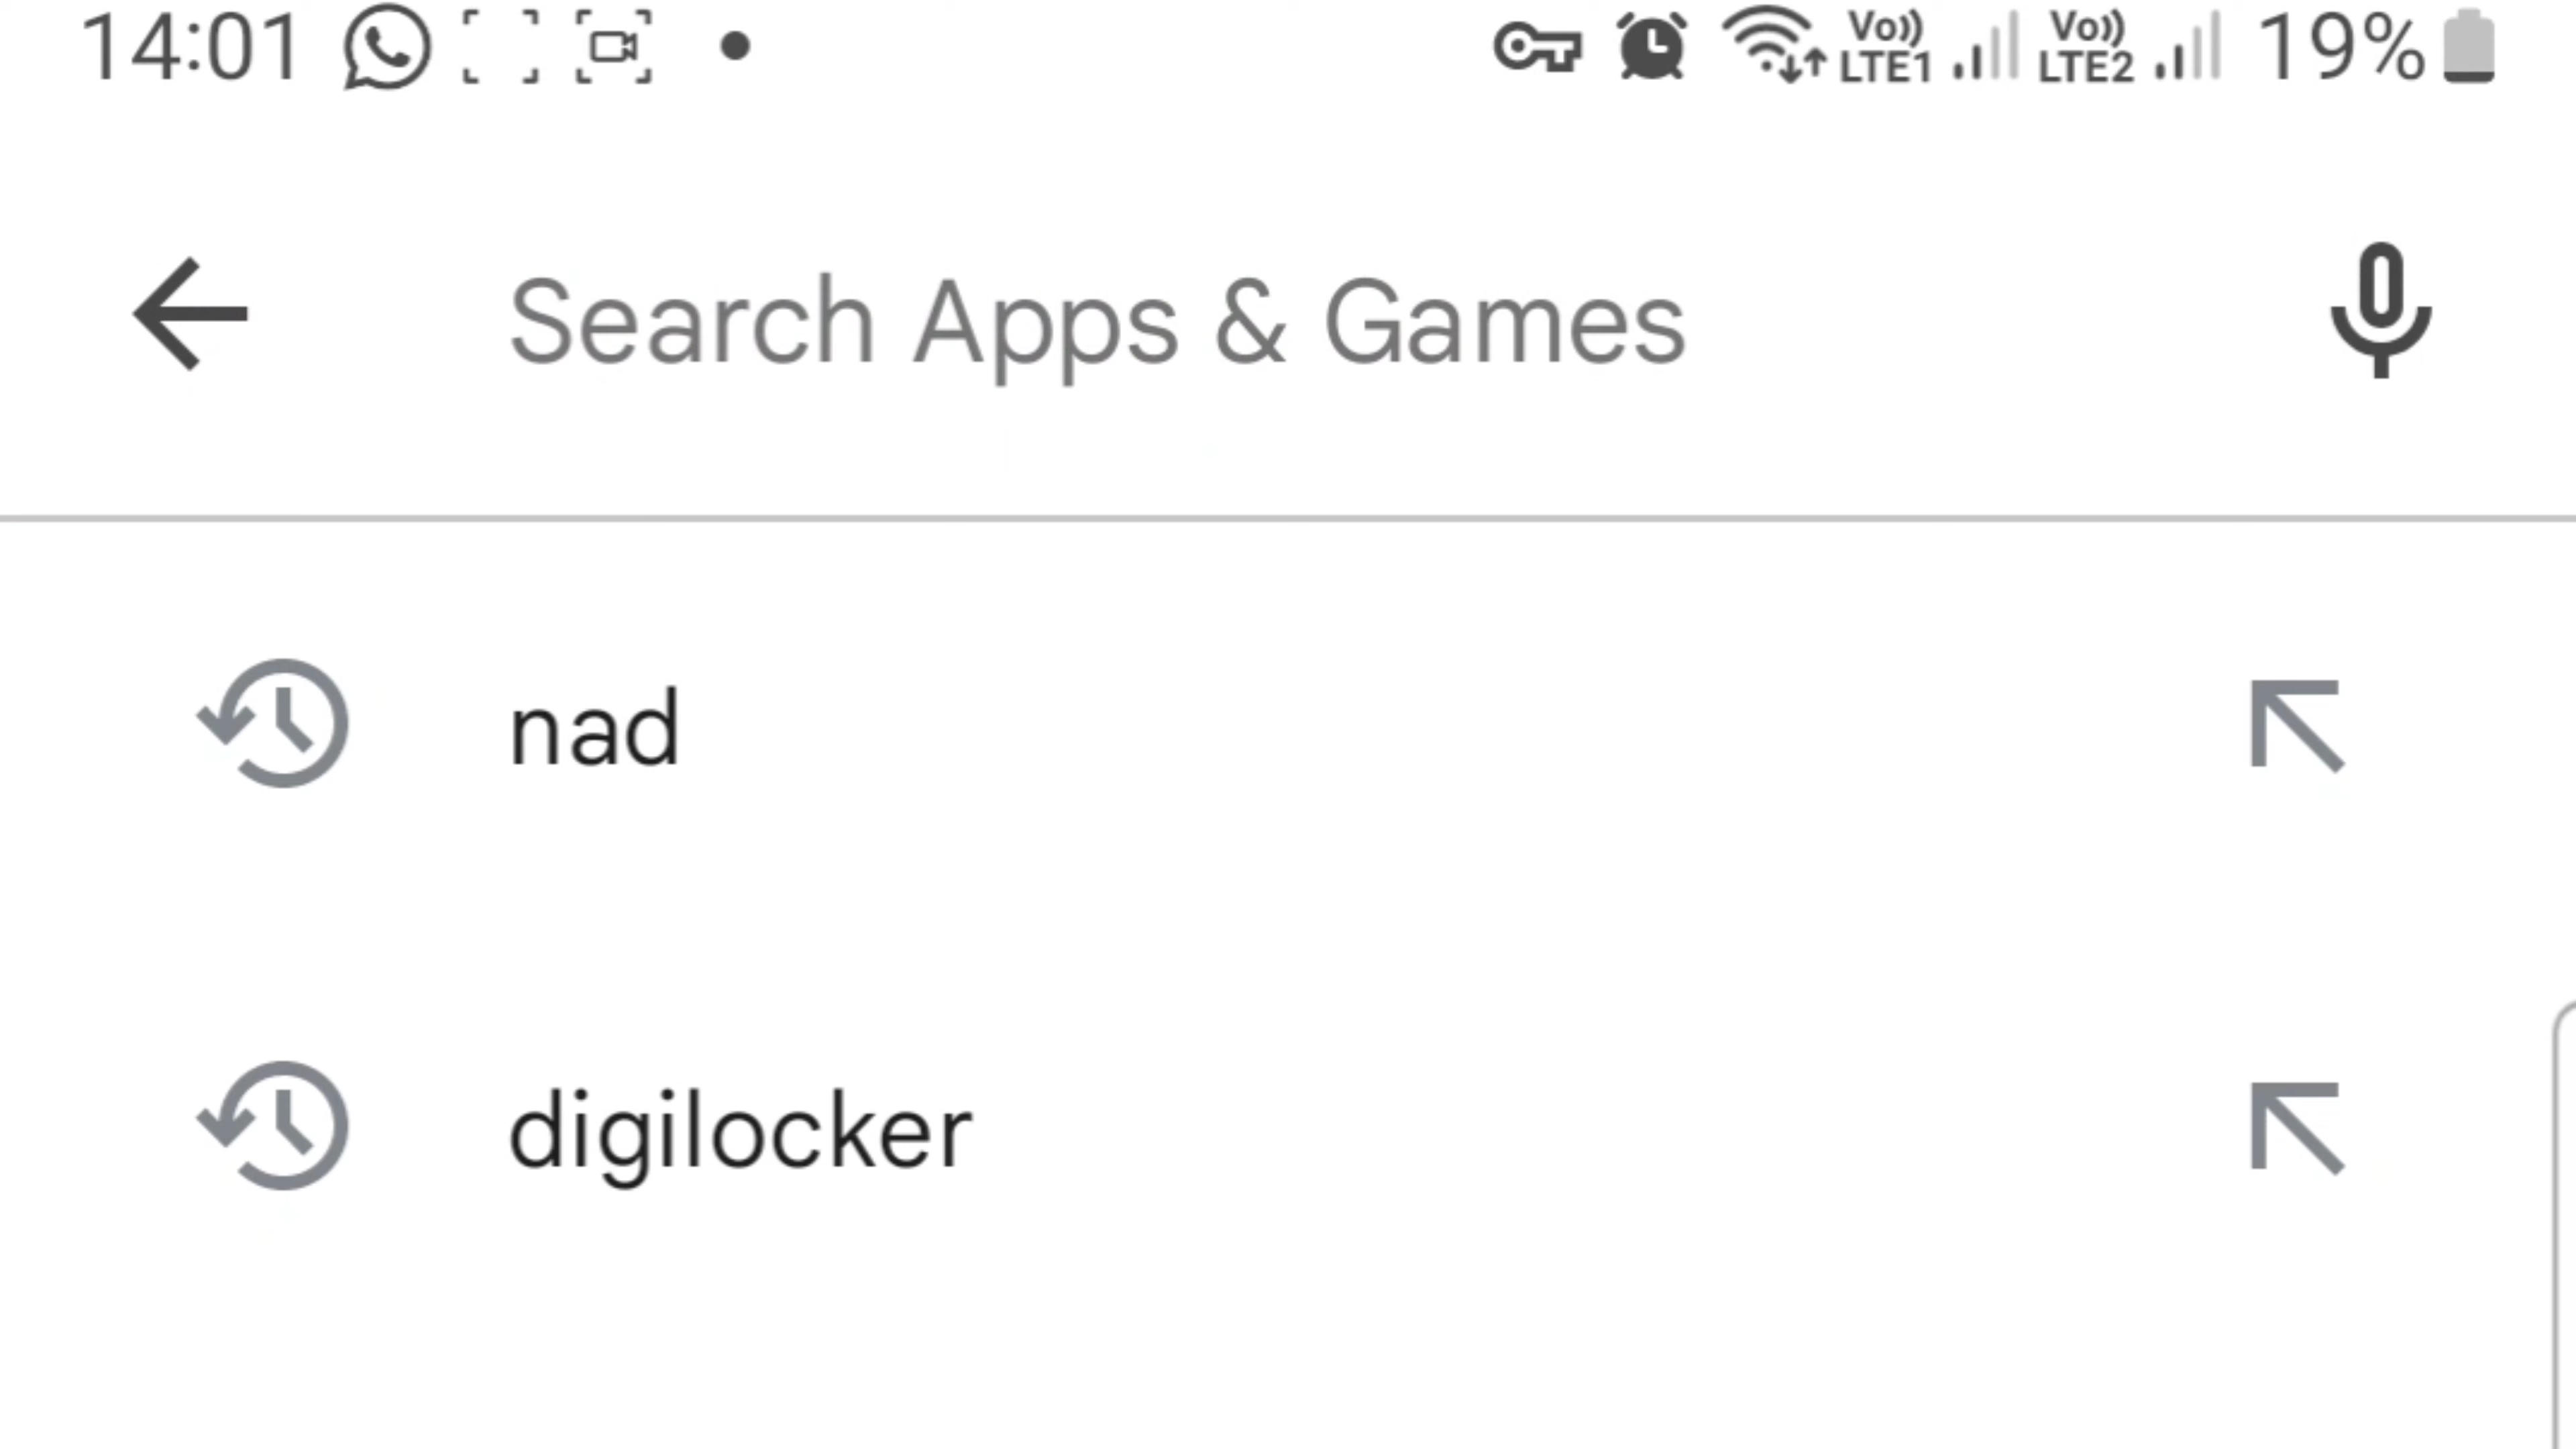 14:01 Vo)) LTE1 Vo)) LTE2 19%
Search Apps & Games
nad
digilocker